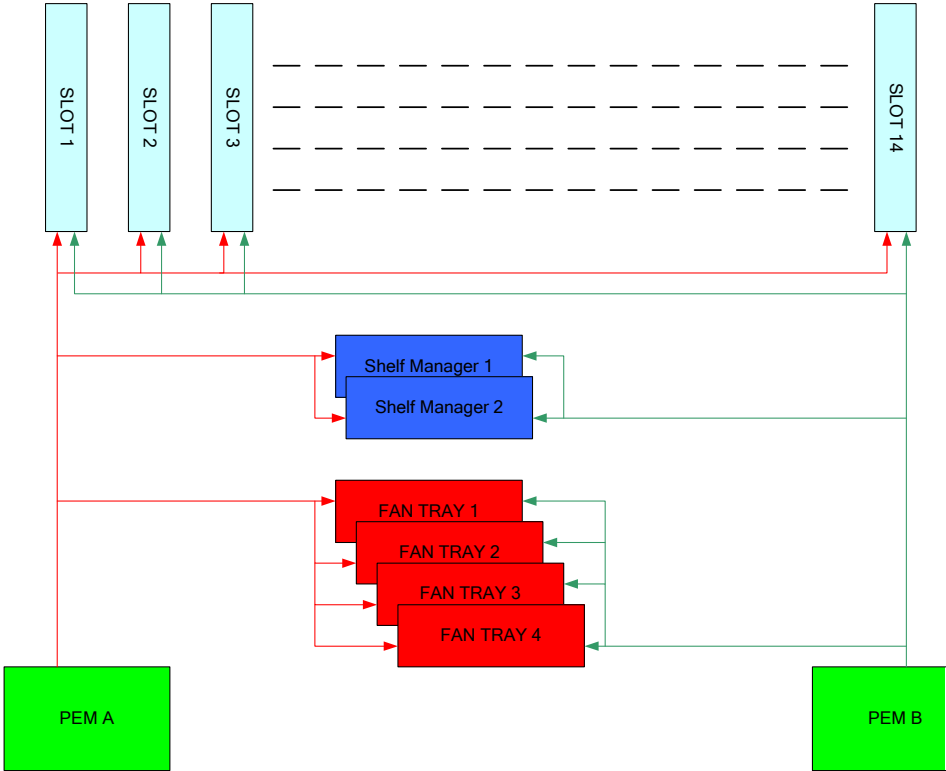 SLOT 1
SLOT 2
SLOT 3
SLOT 14
Shelf Manager 1
Shelf Manager 2
FAN TRAY 1
FAN TRAY 2
FAN TRAY 3
FAN TRAY 4
PEM A
PEM B